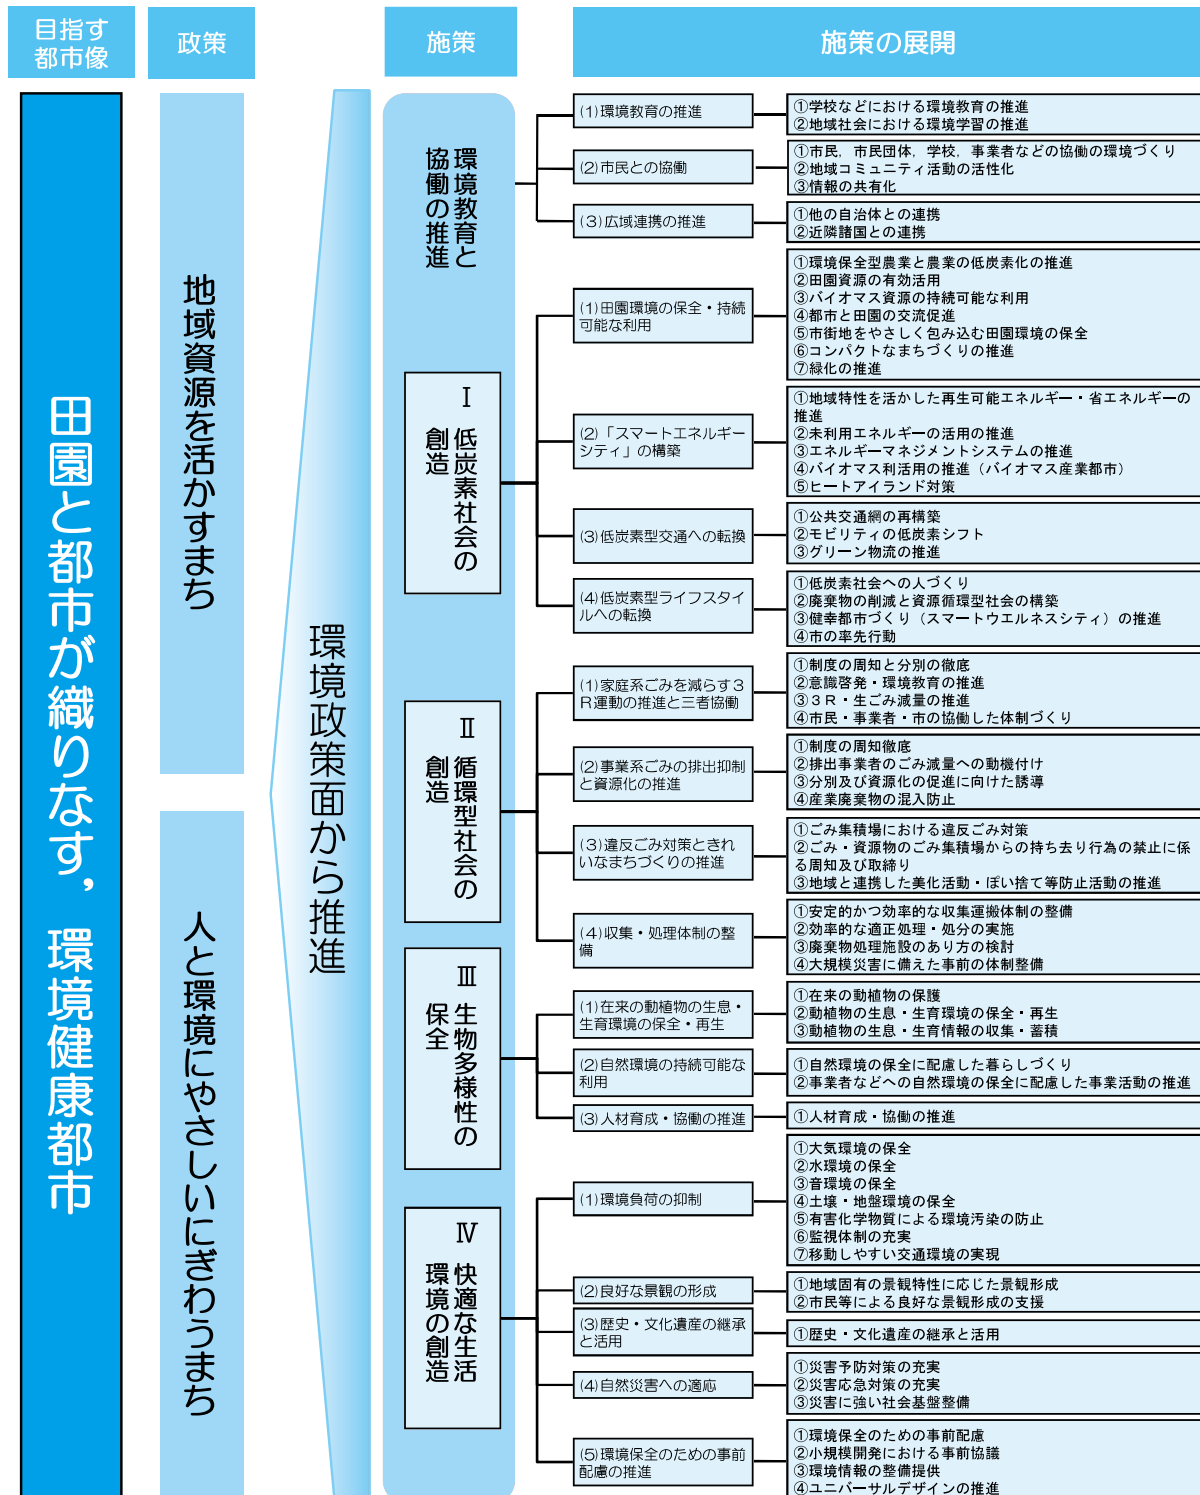 目指す
都市像
政策
施策
施策の展開
田園と都市が織りなす，環境健康都市
地域資源を活かすまち
人と環境にやさしいにぎわうまち
環境政策面から推進
環境教育と
協働の推進
(1)環境教育の推進
①学校などにおける環境教育の推進
②地域社会における環境学習の推進
(2)市民との協働
①市民，市民団体，学校，事業者などの協働の環境づくり
②地域コミュニティ活動の活性化
③情報の共有化
(3)広域連携の推進
①他の自治体との連携
②近隣諸国との連携
Ⅰ
低炭素社会の
創造
(1)田園環境の保全・持続
可能な利用
①環境保全型農業と農業の低炭素化の推進
②田園資源の有効活用
③バイオマス資源の持続可能な利用
④都市と田園の交流促進
⑤市街地をやさしく包み込む田園環境の保全
⑥コンパクトなまちづくりの推進
⑦緑化の推進
(2)「スマートエネルギー
シティ」の構築
①地域特性を活かした再生可能エネルギー・省エネルギーの
推進
②未利用エネルギーの活用の推進
③エネルギーマネジメントシステムの推進
④バイオマス利活用の推進（バイオマス産業都市）
⑤ヒートアイランド対策
(3)低炭素型交通への転換
①公共交通網の再構築
②モビリティの低炭素シフト
③グリーン物流の推進
(4)低炭素型ライフスタイ
ルへの転換
①低炭素社会への人づくり
②廃棄物の削減と資源循環型社会の構築
③健幸都市づくり（スマートウエルネスシティ）の推進
④市の率先行動
Ⅱ
循環型社会の
創造
(1)家庭系ごみを減らす３
Ｒ運動の推進と三者協働
①制度の周知と分別の徹底
②意識啓発・環境教育の推進
③３Ｒ・生ごみ減量の推進
④市民・事業者・市の協働した体制づくり
(2)事業系ごみの排出抑制
と資源化の推進
①制度の周知徹底
②排出事業者のごみ減量への動機付け
③分別及び資源化の促進に向けた誘導
④産業廃棄物の混入防止
(3)違反ごみ対策ときれ
いなまちづくりの推進
①ごみ集積場における違反ごみ対策
②ごみ・資源物のごみ集積場からの持ち去り行為の禁止に係
る周知及び取締り
③地域と連携した美化活動・ぽい捨て等防止活動の推進
(4)収集・処理体制の整
備
①安定的かつ効率的な収集運搬体制の整備
②効率的な適正処理・処分の実施
③廃棄物処理施設のあり方の検討
④大規模災害に備えた事前の体制整備
Ⅲ
生物多様性の
保全
(1)在来の動植物の生息・
生育環境の保全・再生
①在来の動植物の保護
②動植物の生息・生育環境の保全・再生
③動植物の生息・生育情報の収集・蓄積
(2)自然環境の持続可能な
利用
①自然環境の保全に配慮した暮らしづくり
②事業者などへの自然環境の保全に配慮した事業活動の推進
(3)人材育成・協働の推進
①人材育成・協働の推進
Ⅳ
快適な生活
環境の創造
(1)環境負荷の抑制
①大気環境の保全
②水環境の保全
③音環境の保全
④土壌・地盤環境の保全
⑤有害化学物質による環境汚染の防止
⑥監視体制の充実
⑦移動しやすい交通環境の実現
(2)良好な景観の形成
①地域固有の景観特性に応じた景観形成
②市民等による良好な景観形成の支援
(3)歴史・文化遺産の継承
と活用
①歴史・文化遺産の継承と活用
(4)自然災害への適応
①災害予防対策の充実
②災害応急対策の充実
③災害に強い社会基盤整備
(5)環境保全のための事前
配慮の推進
①環境保全のための事前配慮
②小規模開発における事前協議
③環境情報の整備提供
④ユニバーサルデザインの推進